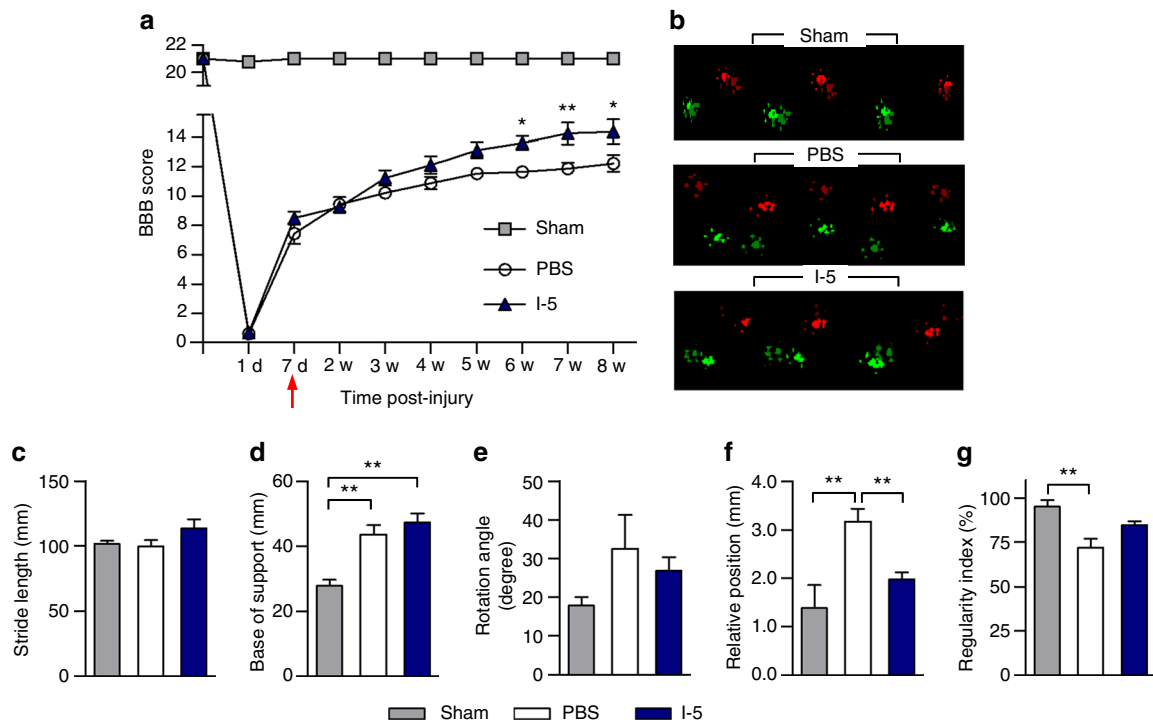 a
BBB score
22
20
14
12
10
8
6
4
2
0
* ** *
Sham
PBS
I-5
1 d 7 d 2 w 3 w 4 w 5 w 6 w 7 w 8 w
Time post-injury
b
Sham
PBS
I-5
c
Stride length (mm)
150
100
50
0
d
Base of support (mm)
60
40
20
0
**
**
e
Rotation angle
(degree)
50
40
30
20
10
0
f
Relative position (mm)
4.0
3.0
2.0
1.0
0.0
** **
g
Regularity index (%)
100
75
50
0
**
Sham PBS I-5